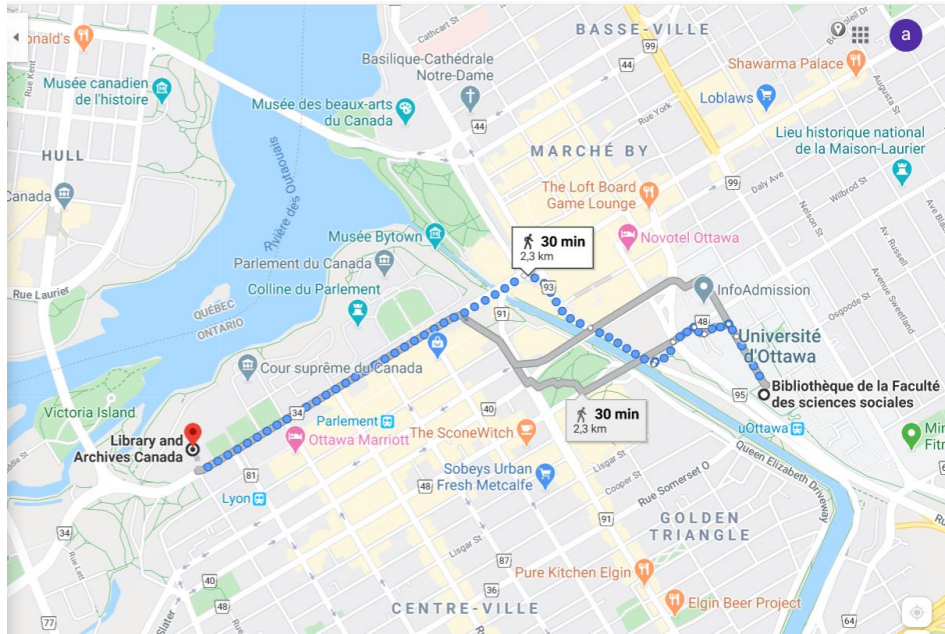 onald's
Musée canadien
de l'histoire
HULL
Canada
Rue Kent
Rue Laurier
Cathcart St
BASSE-VILLE
99
44
Basilique-Cathédrale
Notre-Dame
Musée des beaux-arts
du Canada
44
Rivière des Outaouais
a
Shawarma Palace
Loblaws
Augusta St
Rue York
Lieu historique national
de la Maison-Laurier
MARCHÉ BY
99
Daly Ave
Wilbrod St
Nelson St
Av. Russell
Avenue Sweetland
Osgoode St
The Loft Board
Game Lounge
Novotel Ottawa
Musée Bytown
Parlement du Canada
Colline du Parlement
30 min
2,3 km
93
91
InfoAdmission
48
Université
d'Ottawa
QUÉBEC
ONTARIO
Cour suprême du Canada
Victoria Island
Library and
Archives Canada
34
Parlement
Ottawa Marriott
40
The SconeWitch
30 min
2,3 km
95
Bibliothèque de la Faculté
des sciences sociales
uOttawa
Queen Elizabeth Driveway
81
Lyon
48
Sobeys Urban
Fresh Metcalfe
Lisgar St
Cooper St
Rue Somerset O
91
GOLDEN
TRIANGLE
34
Lisgar St
87
Pure Kitchen Elgin
40
48
36
Elgin Beer Project
CENTRE-VILLE
Slater
77
64